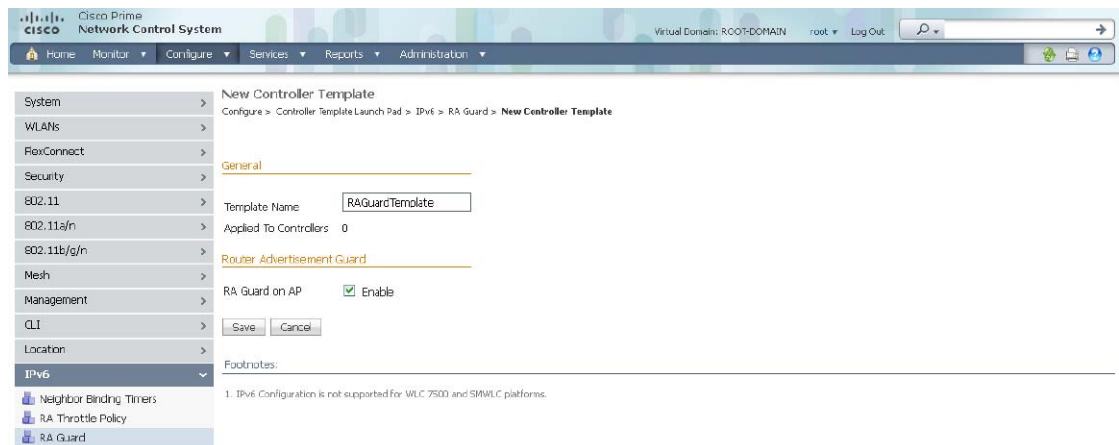 Cisco Prime
cisco Network Control System
Virtual Domain: ROOT-DOMAIN root Log Out
Home Monitor Configure Services Reports Administration
System
WLANs
FlexConnect
Security
802.11
802.11a/n
802.11b/g/n
Mesh
Management
CLI
Location
IPv6
Neighbor Binding Timers
RA Throttle Policy
RA Guard
New Controller Template
Configure > Controller Template Launch Pad > IPv6 > RA Guard > New Controller Template
General
Template Name RAGuardTemplate
Applied To Controllers 0
Router Advertisement Guard
RA Guard on AP Enable
Save Cancel
Footnotes:
1. IPv6 Configuration is not supported for WLC 7500 and SMWLC platforms.